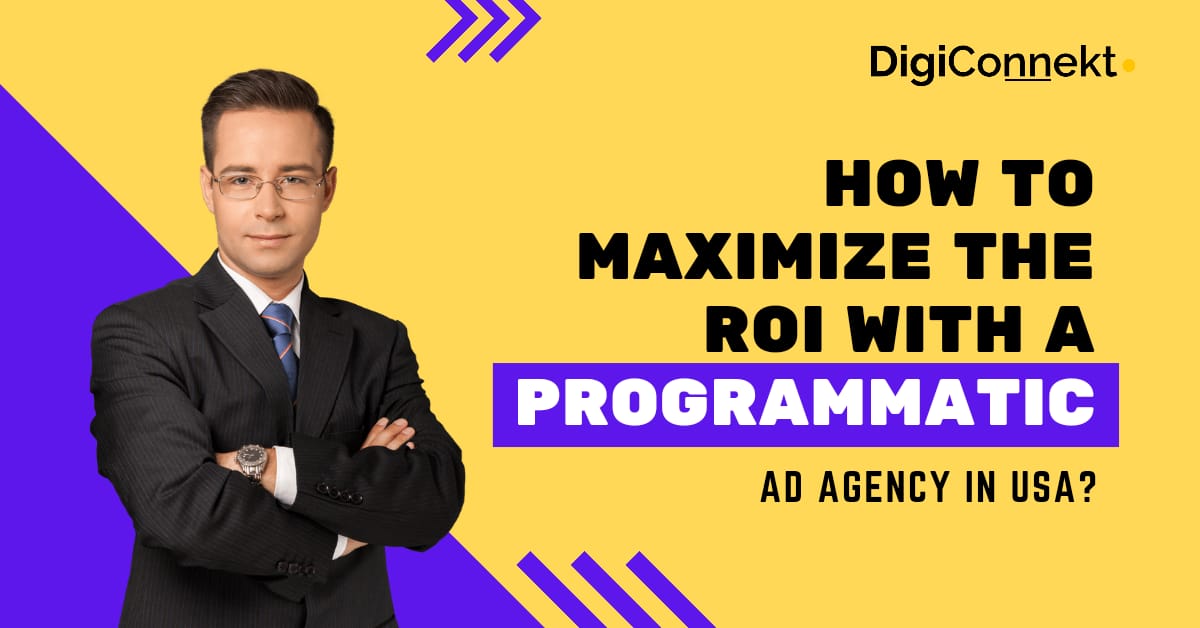 DigiConnekt
HOW TO
MAXIMIZE THE
ROI WITH A
PROGRAMMATIC
AD AGENCY IN USA?